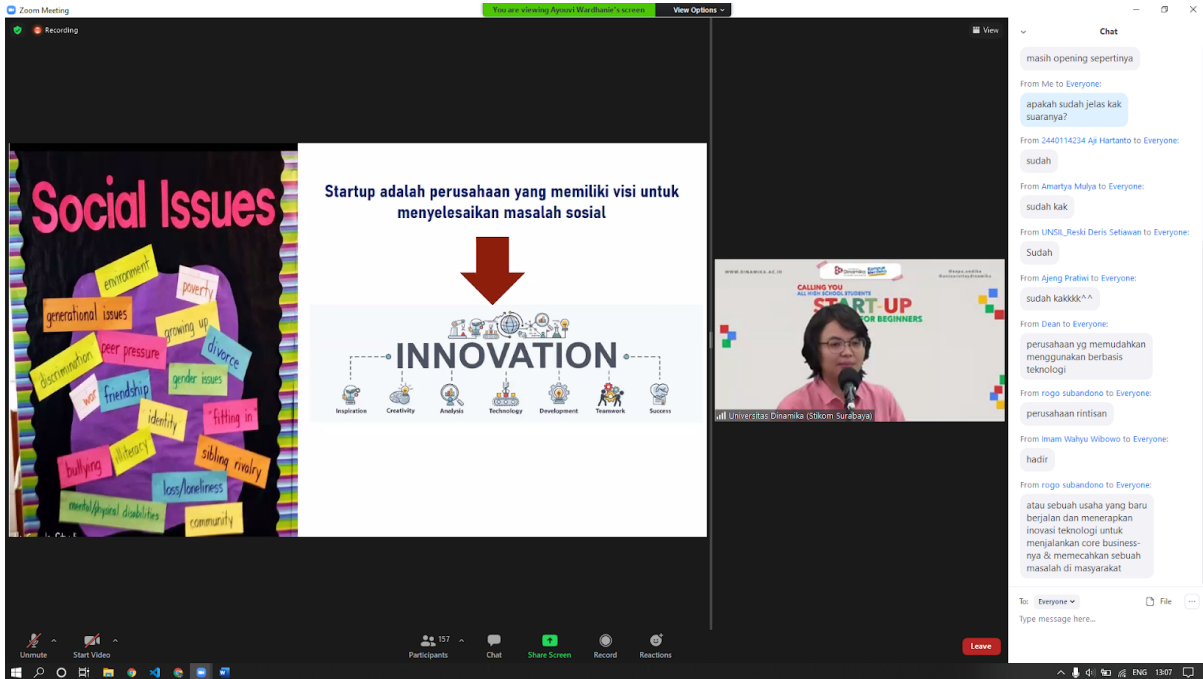 Zoom Meeting
You are viewing Ayouvi Wardhanie's screen
View Options
Recording
View
Social Issues
environment
poverty
generational issues
growing up
peer pressure
divorce
discrimination
gender issues
war
friendship
identity
"fitting in"
illiteracy
bullying
sibling rivalry
loss/loneliness
mental/physical disabilities
community
Startup adalah perusahaan yang memiliki visi untuk
menyelesaikan masalah sosial
INNOVATION
Inspiration Creativity Analysis Technology Development Teamwork Success
WWW.DINAMIKA.AC.ID
Dinamika
CALLING YOU
ALL HIGH SCHOOL STUDENTS
START-UP
FOR BEGINNERS
Universitas Dinamika (Stikom Surabaya)
Chat
masih opening sepertinya
From Me to Everyone:
apakah sudah jelas kak
suaranya?
From 2440114234 Aji Hartanto to Everyone:
sudah
From Amartya Mulya to Everyone:
sudah kak
From UNSIL_Reski Deris Setiawan to Everyone:
Sudah
From Ajeng Pratiwi to Everyone:
sudah kakkkk^^
From Dean to Everyone:
perusahaan yg memudahkan
menggunakan berbasis
teknologi
From rogo subandono to Everyone:
perusahaan rintisan
From Imam Wahyu Wibowo to Everyone:
hadir
From rogo subandono to Everyone:
atau sebuah usaha yang baru
berjalan dan menerapkan
inovasi teknologi untuk
menjalankan core business-
nya & memecahkan sebuah
masalah di masyarakat
To: Everyone
File
Type message here...
Unmute
Start Video
157
Participants
Chat
Share Screen
Record
Reactions
Leave
ENG 13:07